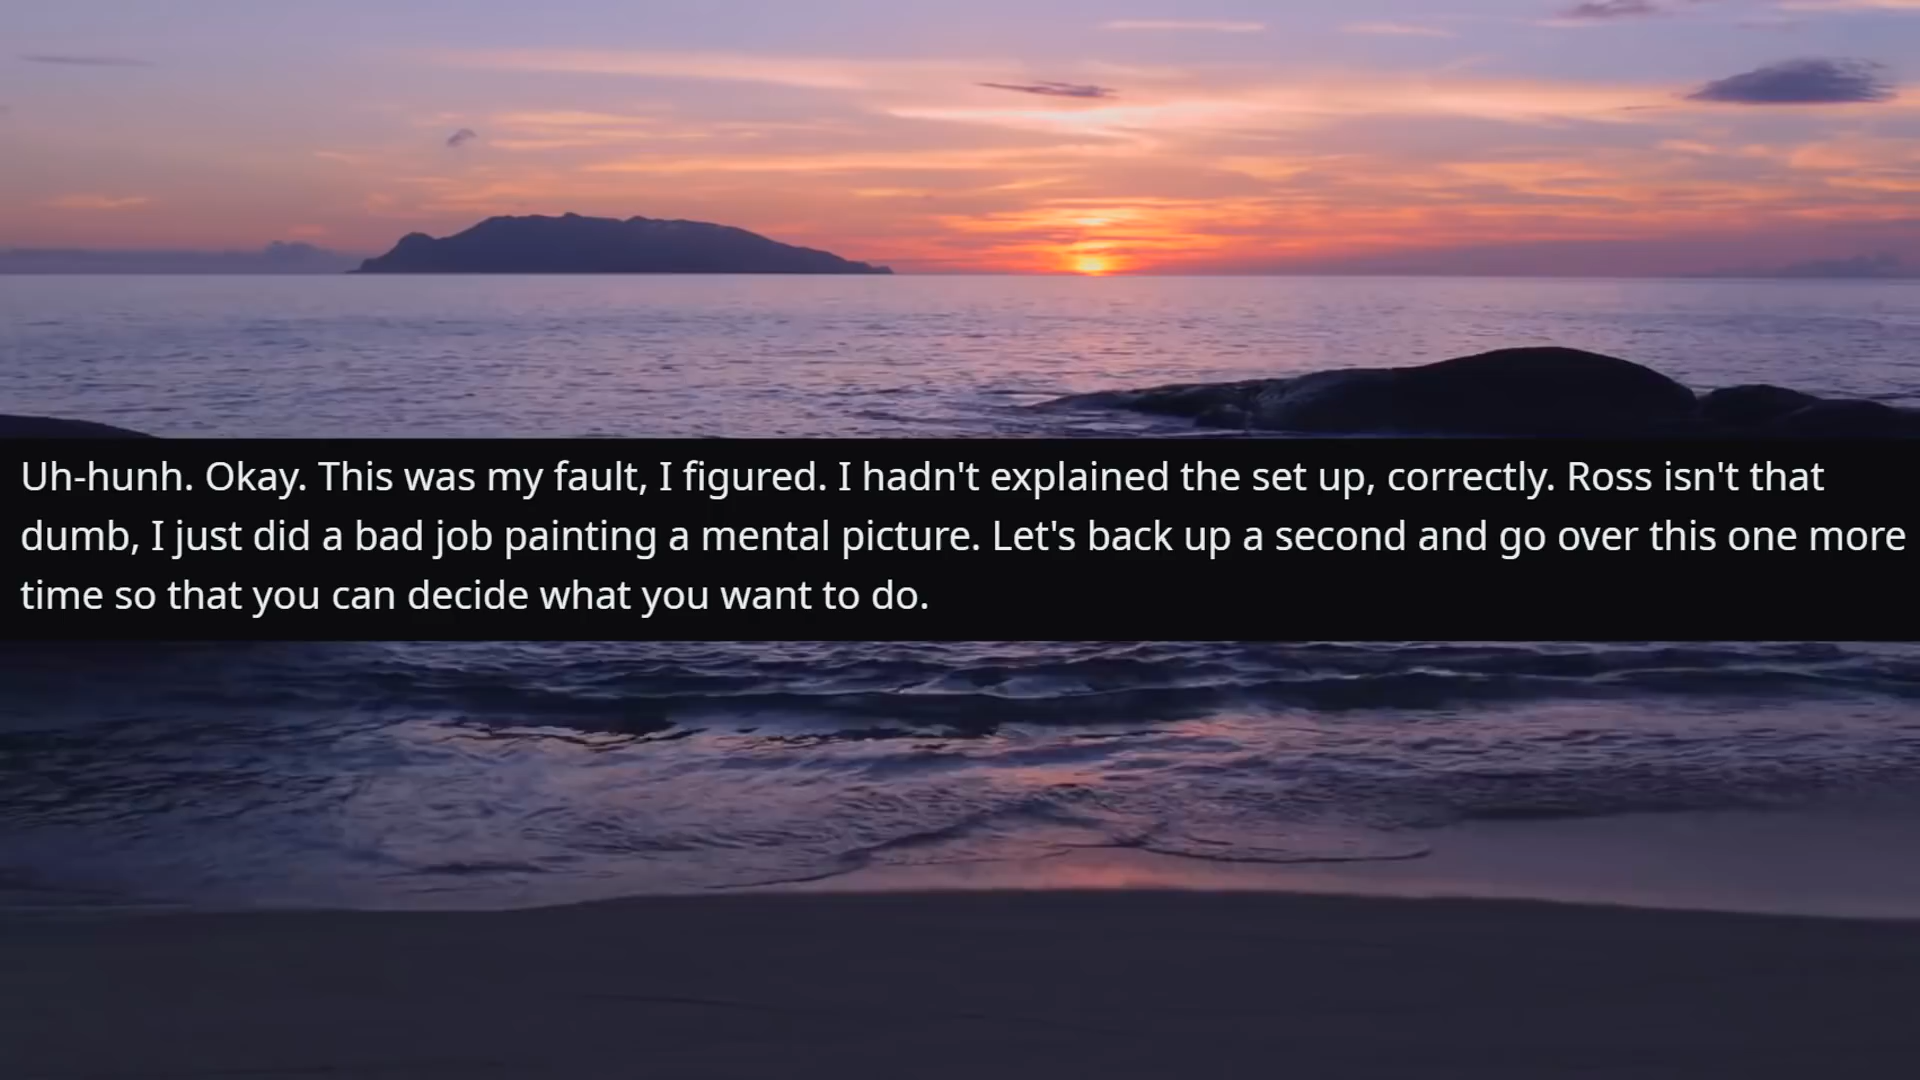 Uh-hunh. Okay. This was my fault, I figured. I hadn't explained the set up, correctly. Ross isn't that
dumb, I just did a bad job painting a mental picture. Let's back up a second and go over this one more
time so that you can decide what you want to do.